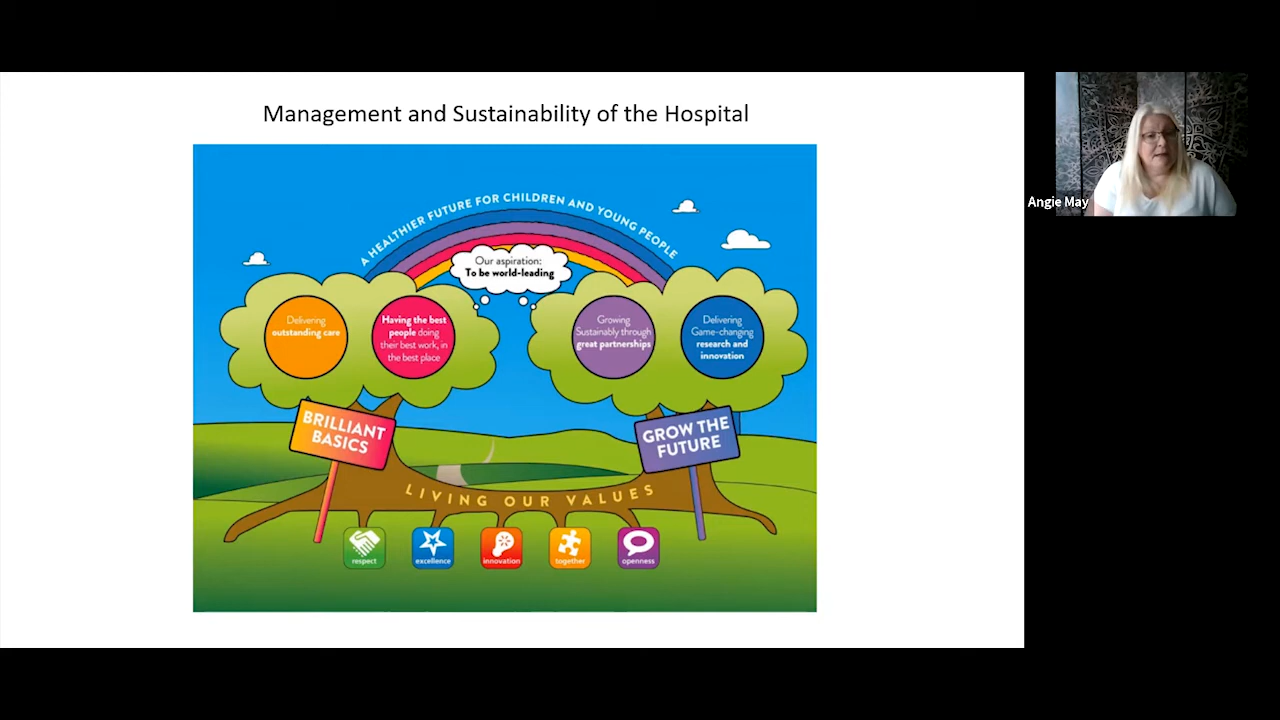 Management and Sustainability of the Hospital
Angie May
A HEALTHIER FUTURE FOR CHILDREN AND YOUNG PEOPLE
Our aspiration:
To be world-leading
Delivering
outstanding care
Having the best
people doing
their best work, in
the best place
Growing
Sustainably through
great partnerships
Delivering
Game-changing
research and
innovation
BRILLIANT
BASICS
GROW THE
FUTURE
LIVING OUR VALUES
respect
excellence
innovation
together
openness